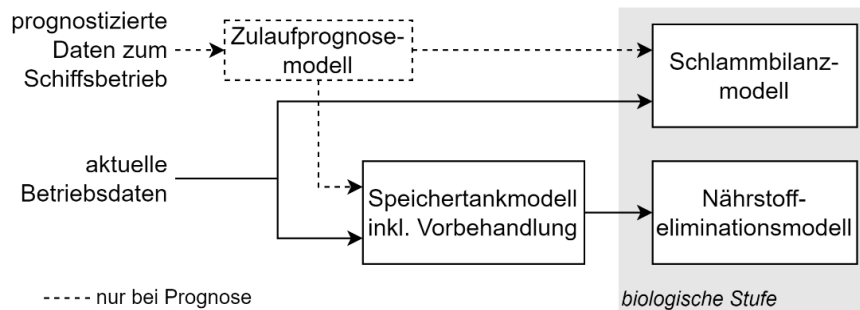 prognostizierte
Daten zum
Schiffsbetrieb
Zulaufprognose-
modell
Schlammbilanz-
modell
aktuelle
Betriebsdaten
Speichertankmodell
inkl. Vorbehandlung
Nährstoff-
eliminationsmodell
nur bei Prognose
biologische Stufe